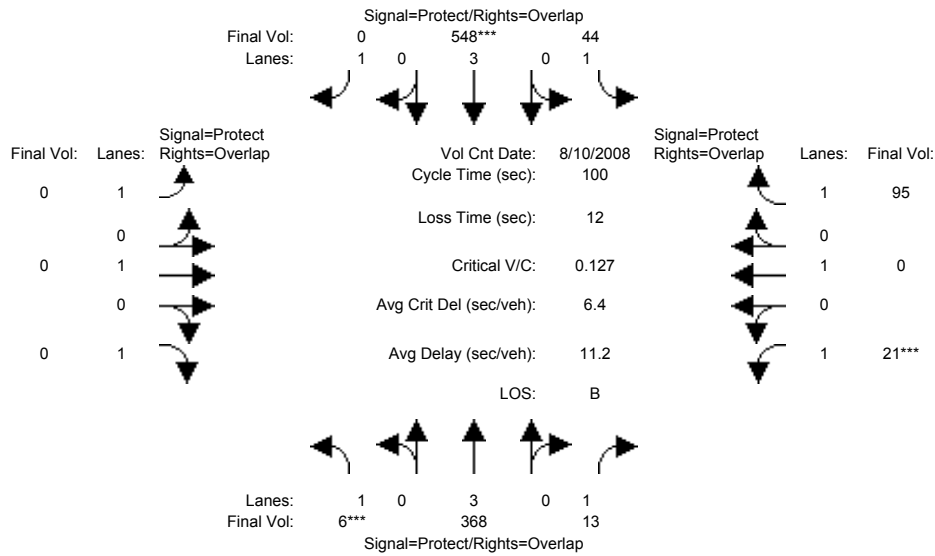 Signal=Protect/Rights=Overlap
Final Vol: 0 548*** 44
Lanes: 1 0 3 0 1
Signal=Protect
Final Vol: Lanes: Rights=Overlap
Vol Cnt Date: 8/10/2008
Signal=Protect
Rights=Overlap Lanes: Final Vol:
Cycle Time (sec): 100
0 1
1 95
Loss Time (sec): 12
0
0
0 1
Critical V/C: 0.127
1 0
0
Avg Crit Del (sec/veh): 6.4
0
0 1
Avg Delay (sec/veh): 11.2
1 21***
LOS: B
Lanes: 1 0 3 0 1
Final Vol: 6*** 368 13
Signal=Protect/Rights=Overlap